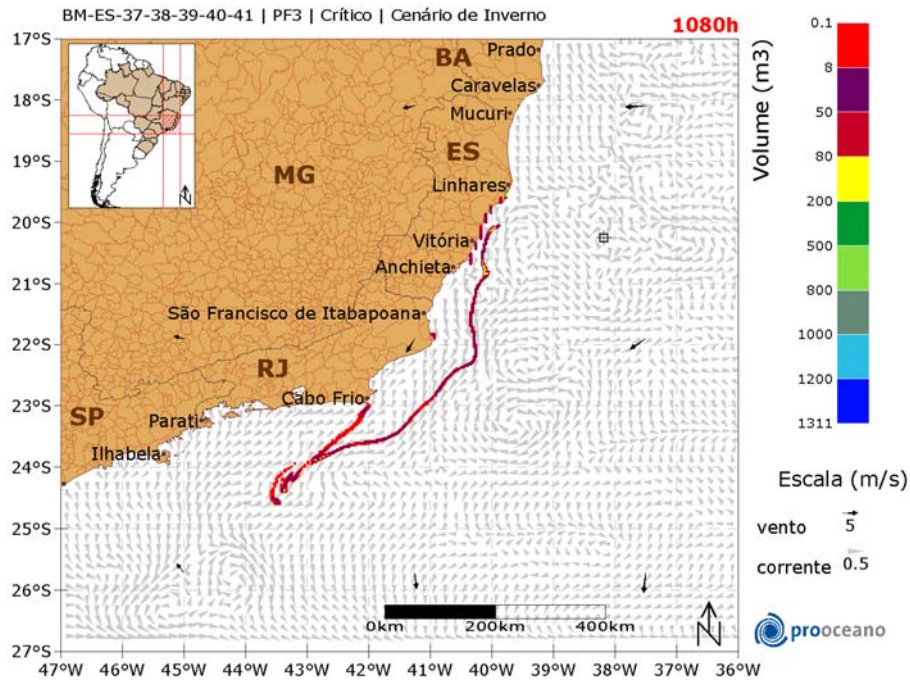 BM-ES-37-38-39-40-41 | PF3 | Crítico | Cenário de Inverno
1080h
17°S
18°S
19°S
20°S
21°S
22°S
23°S
24°S
25°S
26°S
27°S
BA
Prado
Caravelas
Mucuri
ES
MG
Linhares
Vitória
Anchieta
São Francisco de Itabapoana
RJ
Cabo Frio
SP
Parati
Ilhabela
N
0km 200km 400km
N
47°W 46°W 45°W 44°W 43°W 42°W 41°W 40°W 39°W 38°W 37°W 36°W
Volume (m3)
0.1
8
50
80
200
500
800
1000
1200
1311
Escala (m/s)
vento 5
corrente 0.5
prooceano